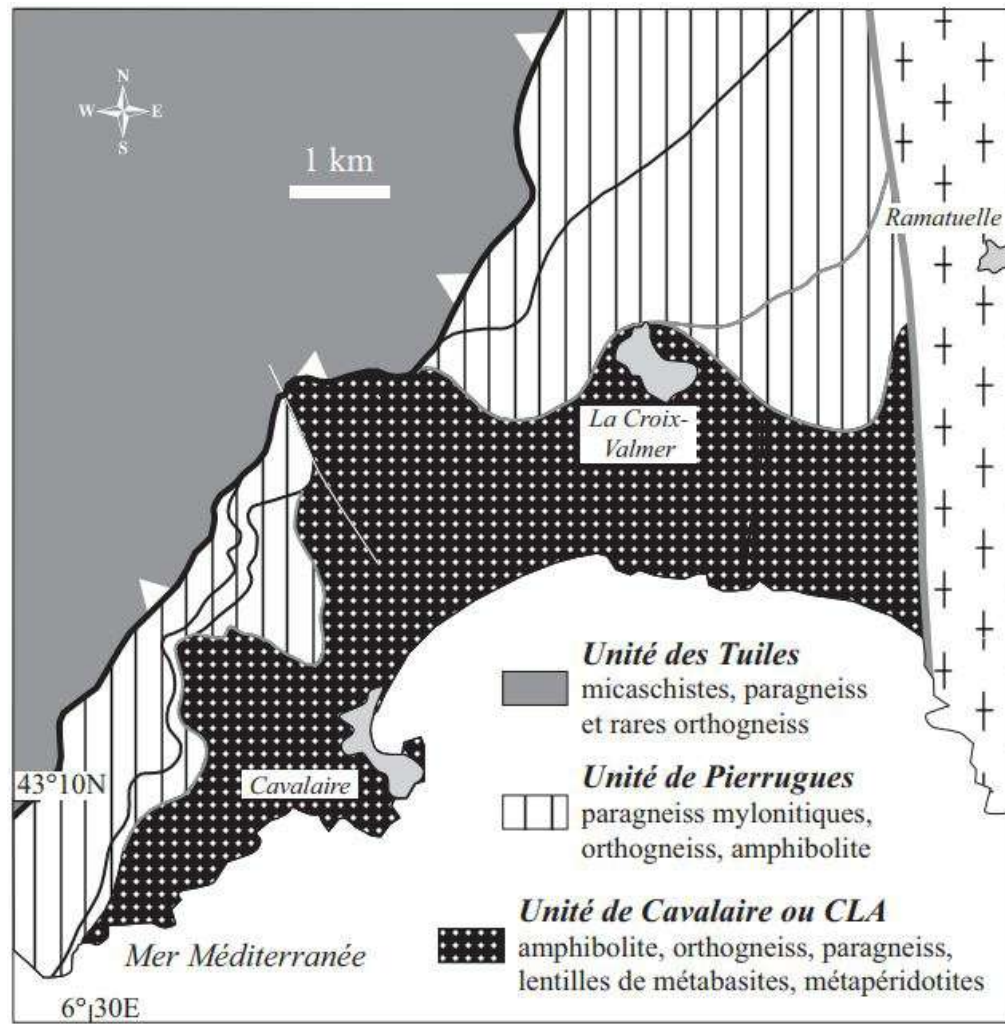 N
W E
S
1 km
Ramatuelle
La Croix-
Valmer
Unité des Tuiles
micaschistes, paragneiss
et rares orthogneiss
Unité de Pierrugues
paragneiss mylonitiques,
orthogneiss, amphibolite
43°10N
Cavalaire
Unité de Cavalaire ou CLA
amphibolite, orthogneiss, paragneiss,
lentilles de métabasites, métapéridotites
Mer Méditerranée
6°30E